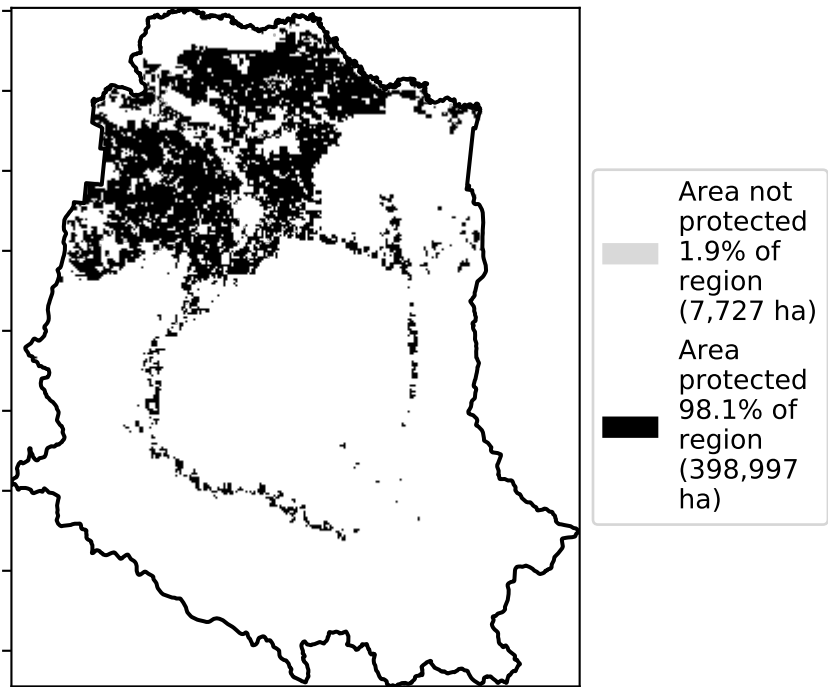 Area not
protected
1.9% of
region
(7,727 ha)
Area
protected
98.1% of
region
(398,997
ha)